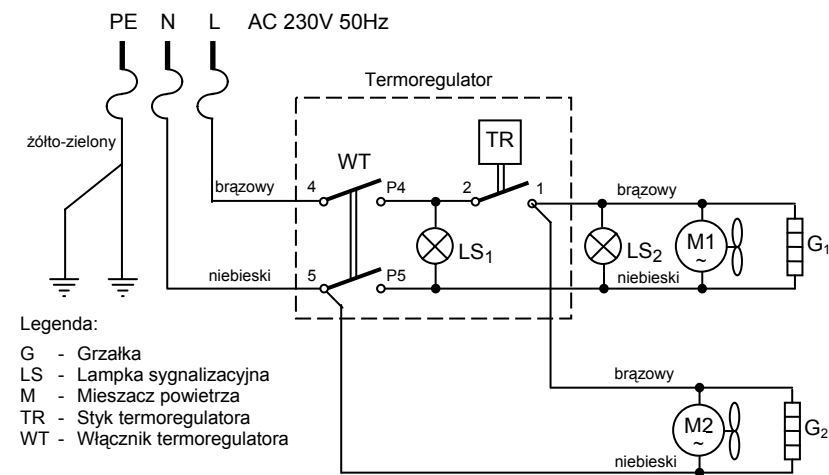 PE N L AC 230V 50Hz
Termoregulator
żółto-zielony
TR
WT
brązowy 4 P4 2 1 brązowy
LS1 LS2 M1 ~ G1
niebieski 5 P5 niebieski
Legenda:
G - Grzałka
LS - Lampka sygnalizacyjna
M - Mieszacz powietrza
TR - Styk termoregulatora
WT - Włącznik termoregulatora
brązowy
M2 ~ G2
niebieski